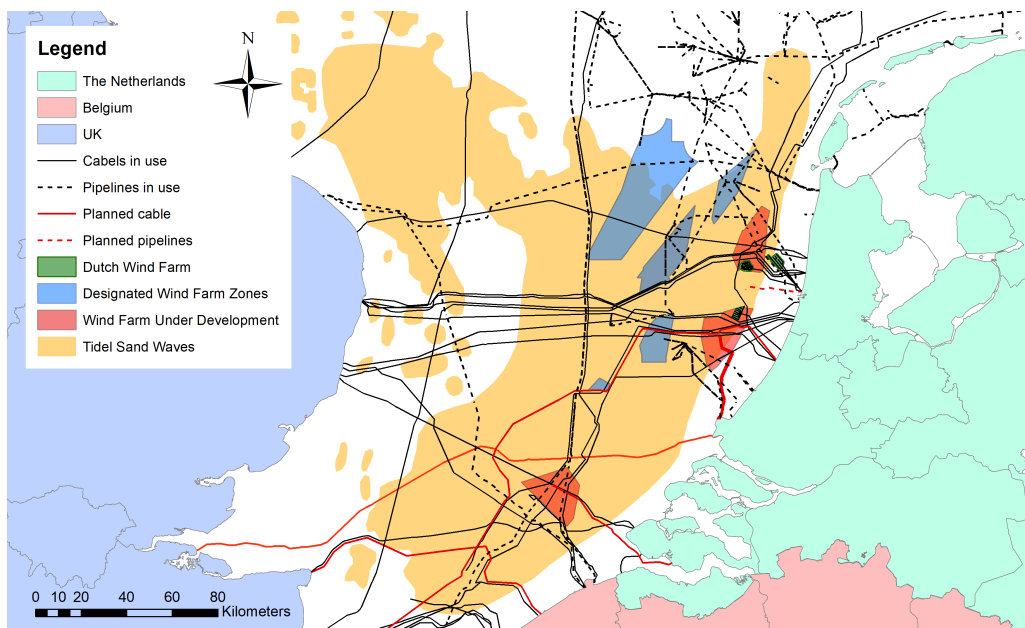 Legend
N
The Netherlands
Belgium
UK
Cabels in use
Pipelines in use
Planned cable
Planned pipelines
Dutch Wind Farm
Designated Wind Farm Zones
Wind Farm Under Development
Tidel Sand Waves
0 10 20 40 60 80
Kilometers